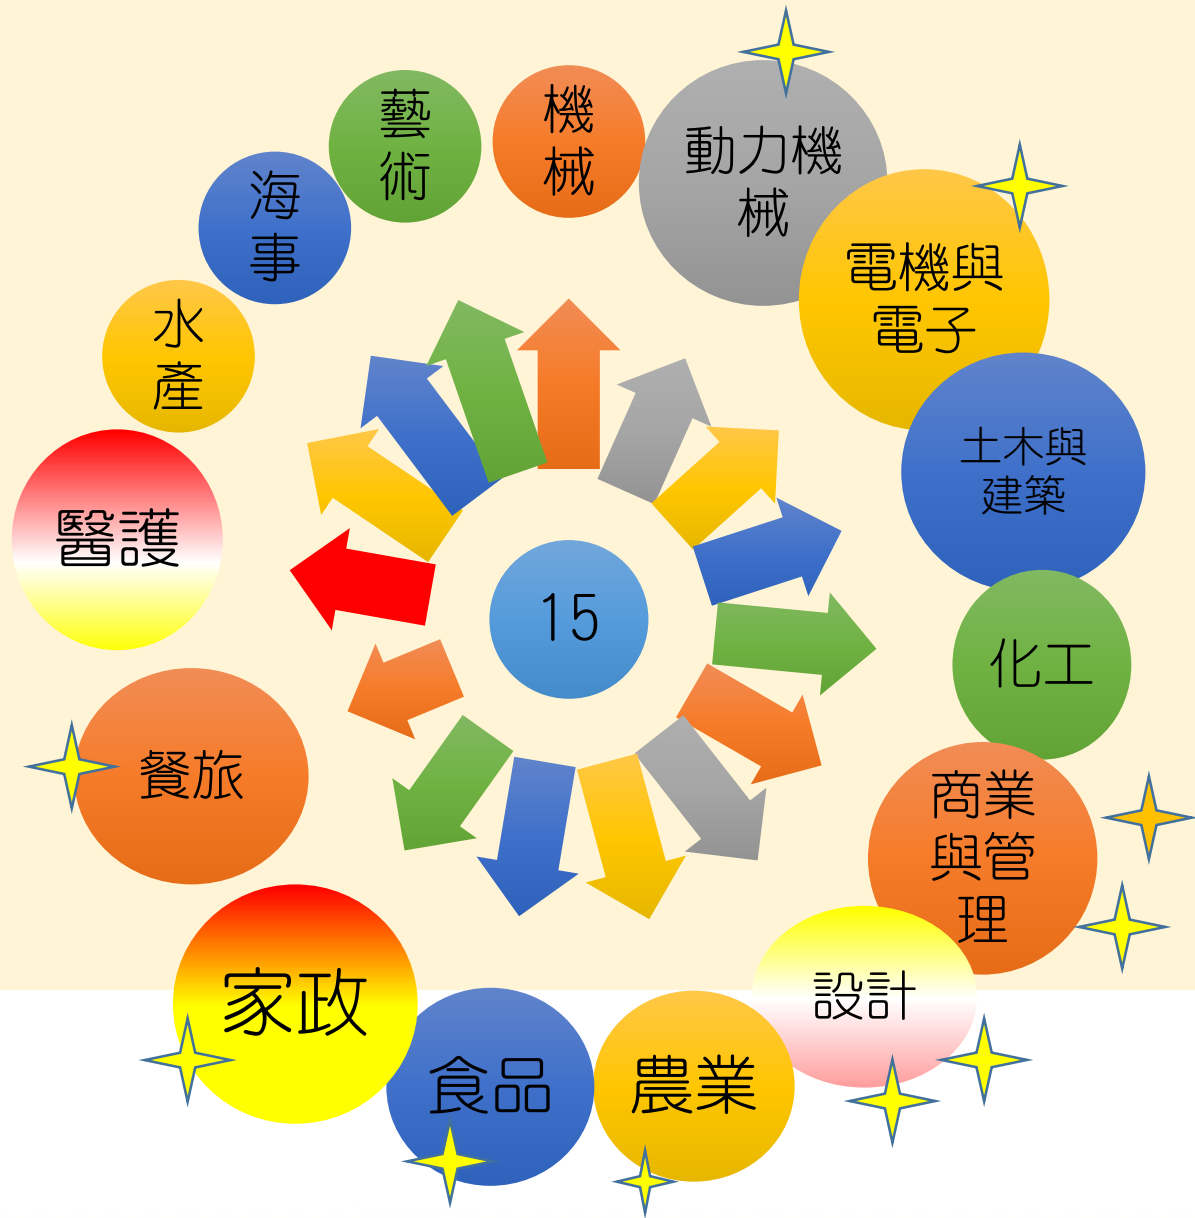 機
械
動力機
械
電機與
電子
土木與
建築
化工
商業
與管
理
設計
農業
食品
家政
餐旅
醫護
水
產
海
事
藝
術
15